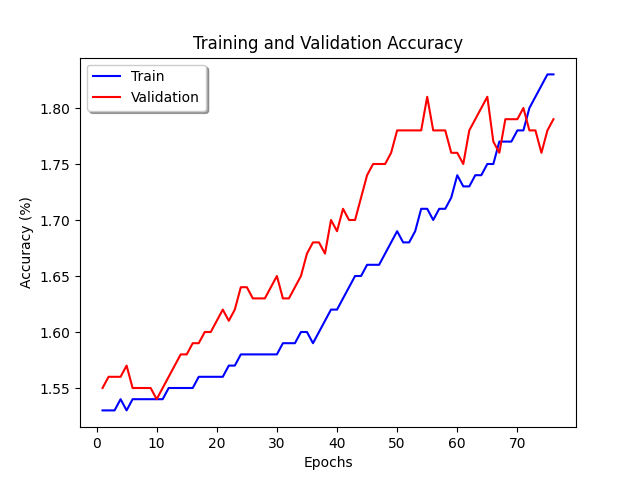 Training and Validation Accuracy
Train
Validation
Accuracy (%)
1.80
1.75
1.70
1.65
1.60
1.55
0 10 20 30 40 50 60 70
Epochs